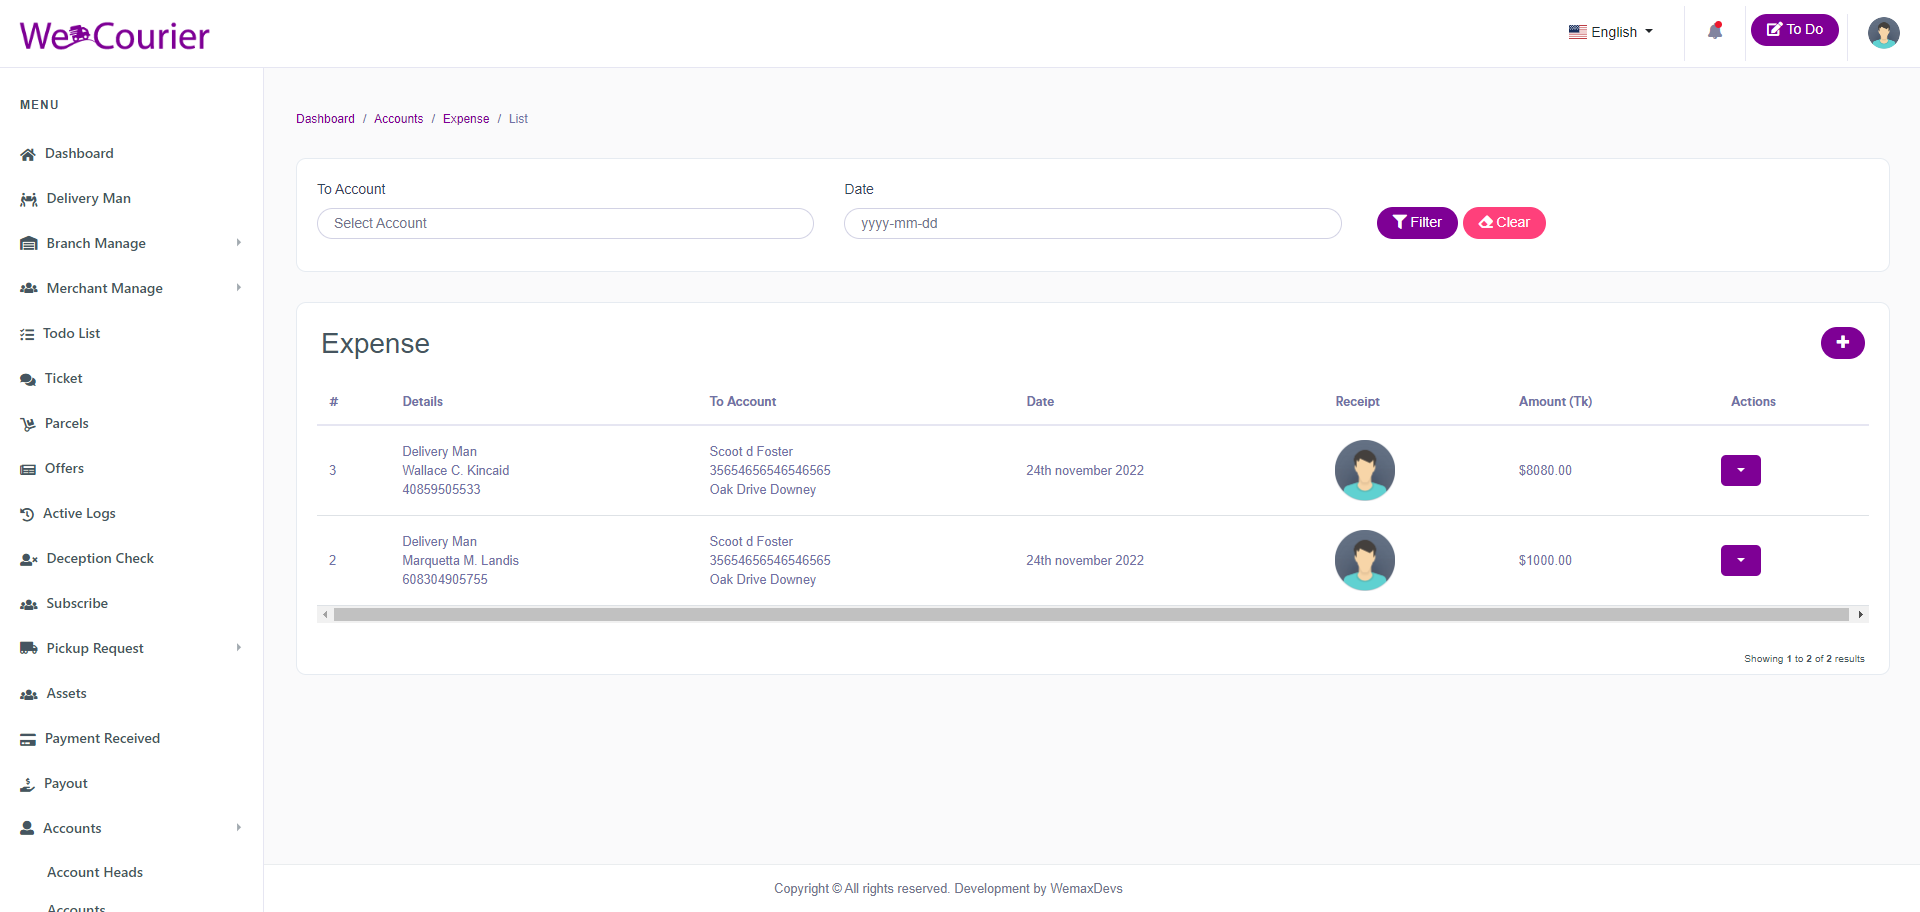 We Courier
English
To Do
MENU
Dashboard
Delivery Man
Branch Manage
Merchant Manage
Todo List
Ticket
Parcels
Offers
Active Logs
Deception Check
Subscribe
Pickup Request
Assets
Payment Received
Payout
Accounts
Account Heads
Accounts
Dashboard / Accounts / Expense / List
To Account
Select Account
Date
yyyy-mm-dd
Filter
Clear
Expense
# Details To Account Date Receipt Amount (Tk) Actions
Delivery Man Scoot d Foster
3 Wallace C. Kincaid 35654656546546565 24th november 2022 $8080.00
40859505533 Oak Drive Downey
Delivery Man Scoot d Foster
2 Marquetta M. Landis 35654656546546565 24th november 2022 $1000.00
608304905755 Oak Drive Downey
Showing 1 to 2 of 2 results
Copyright © All rights reserved. Development by WemaxDevs